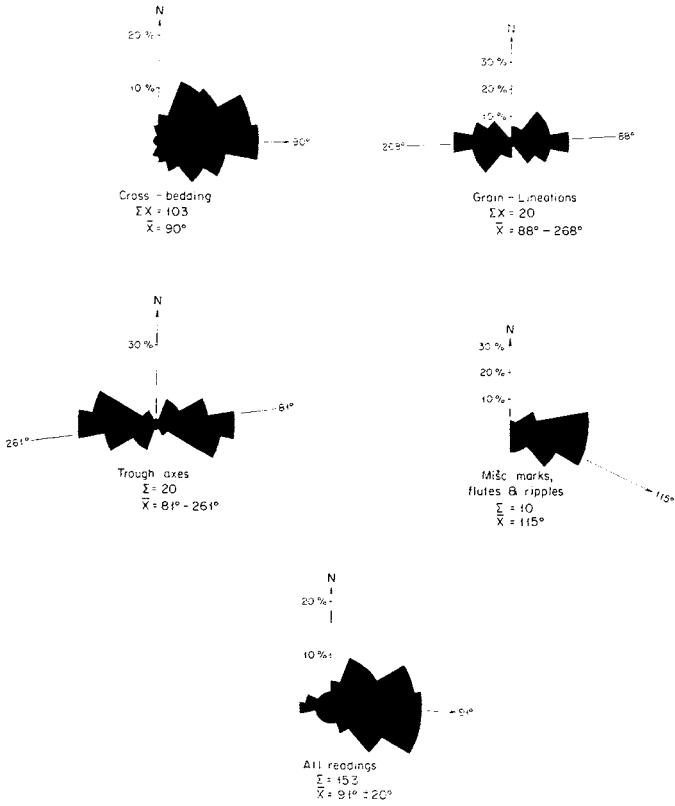 N
20 %
10 %
90°
Cross - bedding
ΣX = 103
X̄ = 90°
N
30 %
20 %
10 %
268°
88°
Grain - Lineations
ΣX = 20
X̄ = 88° - 268°
N
30 %
261°
81°
Trough axes
Σ = 20
X̄ = 81° - 261°
N
30 %
20 %
10 %
115°
Misc marks,
flutes & ripples
Σ = 10
X̄ = 115°
N
20 %
10 %
91°
All readings
Σ = 153
X̄ = 91° ± 20°